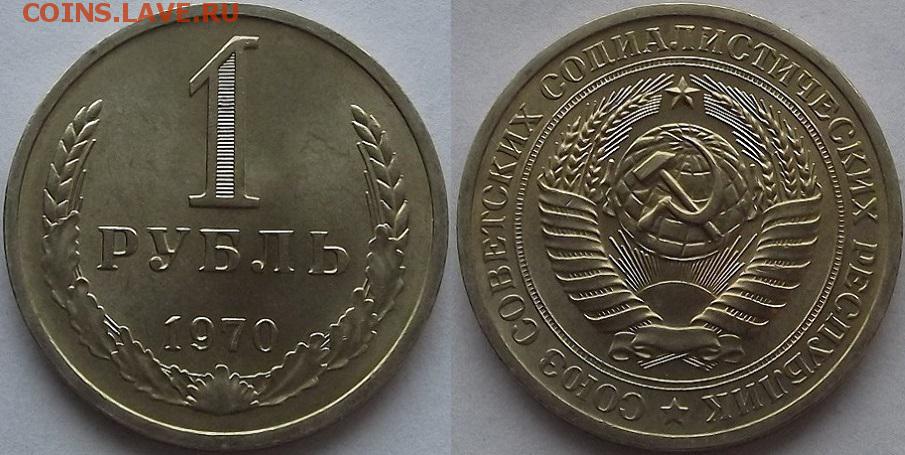 COINS.LAVE.RU
1
РУБЛЬ
1970
СОЮЗ СОВЕТСКИХ СОЦИАЛИСТИЧЕСКИХ РЕСПУБЛИК